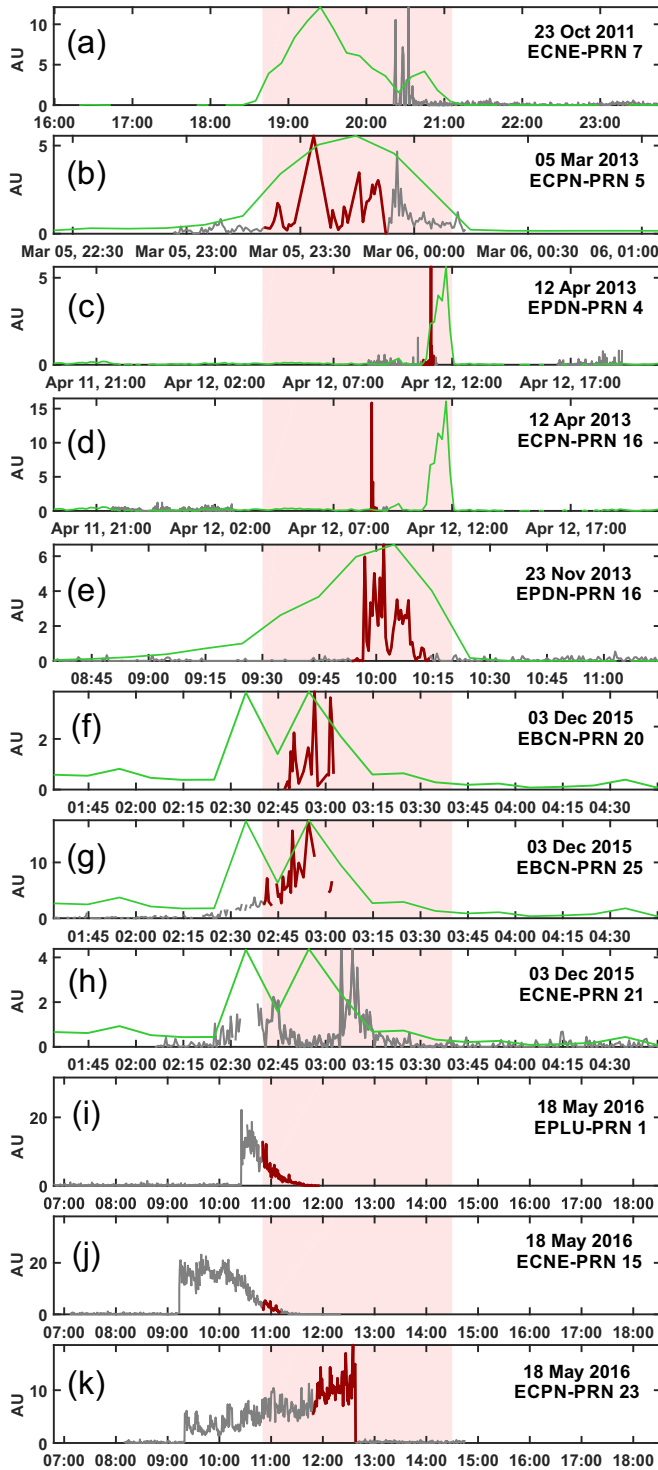 (a)
23 Oct 2011
ECNE-PRN 7
AU
10
5
0
16:00 17:00 18:00 19:00 20:00 21:00 22:00 23:00
(b)
05 Mar 2013
ECPN-PRN 5
AU
5
0
Mar 05, 22:30 Mar 05, 23:00 Mar 05, 23:30 Mar 06, 00:00 Mar 06, 00:30 06, 01:00
(c)
12 Apr 2013
EPDN-PRN 4
AU
5
0
Apr 11, 21:00 Apr 12, 02:00 Apr 12, 07:00 Apr 12, 12:00 Apr 12, 17:00
(d)
12 Apr 2013
ECPN-PRN 16
AU
15
10
5
0
Apr 11, 21:00 Apr 12, 02:00 Apr 12, 07:00 Apr 12, 12:00 Apr 12, 17:00
(e)
23 Nov 2013
EPDN-PRN 16
AU
6
4
2
0
08:45 09:00 09:15 09:30 09:45 10:00 10:15 10:30 10:45 11:00
(f)
03 Dec 2015
EBCN-PRN 20
AU
2
0
01:45 02:00 02:15 02:30 02:45 03:00 03:15 03:30 03:45 04:00 04:15 04:30
(g)
03 Dec 2015
EBCN-PRN 25
AU
10
0
01:45 02:00 02:15 02:30 02:45 03:00 03:15 03:30 03:45 04:00 04:15 04:30
(h)
03 Dec 2015
ECNE-PRN 21
AU
4
2
0
01:45 02:00 02:15 02:30 02:45 03:00 03:15 03:30 03:45 04:00 04:15 04:30
(i)
18 May 2016
EPLU-PRN 1
AU
20
0
07:00 08:00 09:00 10:00 11:00 12:00 13:00 14:00 15:00 16:00 17:00 18:00
(j)
18 May 2016
ECNE-PRN 15
AU
20
0
07:00 08:00 09:00 10:00 11:00 12:00 13:00 14:00 15:00 16:00 17:00 18:00
(k)
18 May 2016
ECPN-PRN 23
AU
10
0
07:00 08:00 09:00 10:00 11:00 12:00 13:00 14:00 15:00 16:00 17:00 18:00